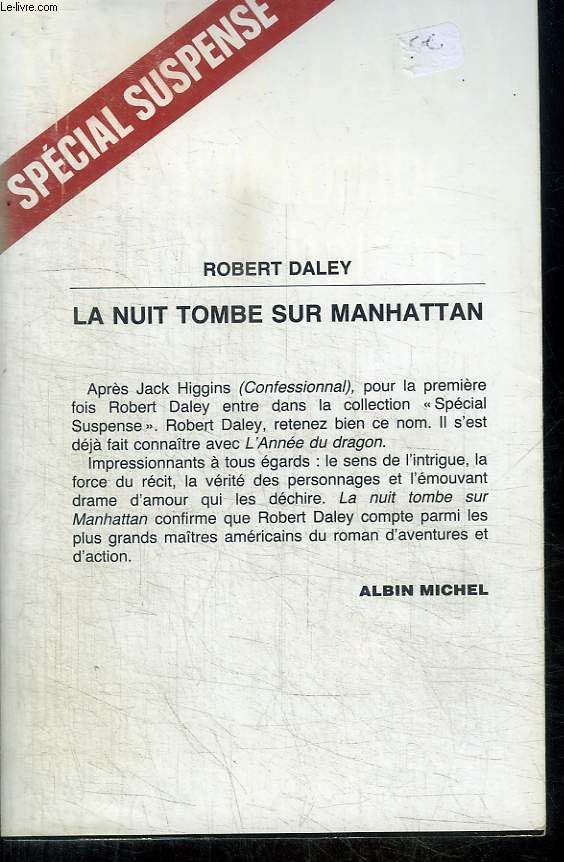 Le-livre.com
SPÉCIAL SUSPENSE
ROBERT DALEY
LA NUIT TOMBE SUR MANHATTAN
Après Jack Higgins (Confessionnal), pour la première
fois Robert Daley entre dans la collection « Spécial
Suspense ». Robert Daley, retenez bien ce nom. Il s'est
déjà fait connaître avec L'Année du dragon.
Impressionnants à tous égards : le sens de l'intrigue, la
force du récit, la vérité des personnages et l'émouvant
drame d'amour qui les déchire. La nuit tombe sur
Manhattan confirme que Robert Daley compte parmi les
plus grands maîtres américains du roman d'aventures et
d'action.
ALBIN MICHEL